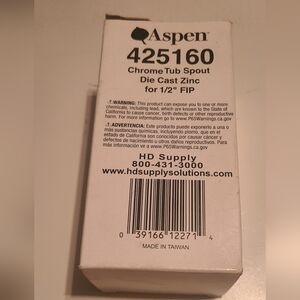 Aspen
425160
Chrome Tub Spout
Die Cast Zinc
for 1/2" FIP
⚠WARNING: This product can expose you to one or more
chemicals, including lead, which are known to the State of
California to cause cancer, birth defects or other reproductive
harm. For more information go to www.P65Warnings.ca.gov
⚠ADVERTENCIA: Este producto puede exponerle a una o
más sustancias químicas, incluyendo plomo, que en el
estado de California son conocidos por causar cáncer y
defectos de nacimiento u otros daños reproductivos. Para
más información ve a www.P65Warnings.ca.gov
HD Supply
800-431-3000
www.hdsupplysolutions.com
0 39166 12271 4
MADE IN TAIWAN